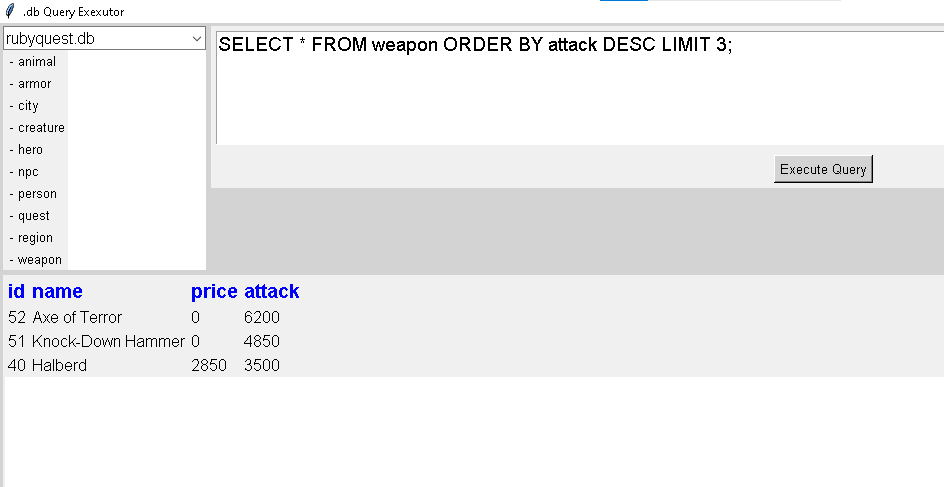 .db Query Exexutor
rubyquest.db
- animal
- armor
- city
- creature
- hero
- npc
- person
- quest
- region
- weapon
SELECT * FROM weapon ORDER BY attack DESC LIMIT 3;
Execute Query
id name price attack
52 Axe of Terror 0 6200
51 Knock-Down Hammer 0 4850
40 Halberd 2850 3500